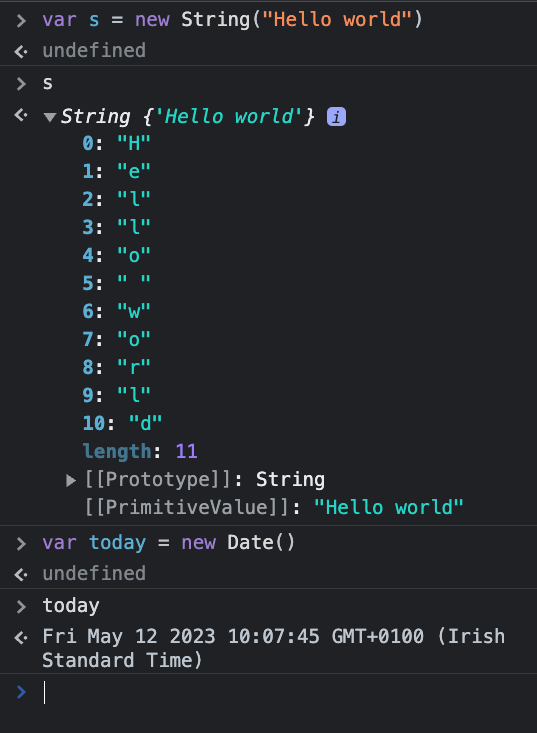 var s = new String("Hello world")
undefined
s
String {'Hello world'} i
0: "H"
1: "e"
2: "l"
3: "l"
4: "o"
5: " "
6: "w"
7: "o"
8: "r"
9: "l"
10: "d"
length: 11
[[Prototype]]: String
[[PrimitiveValue]]: "Hello world"
var today = new Date()
undefined
today
Fri May 12 2023 10:07:45 GMT+0100 (Irish
Standard Time)